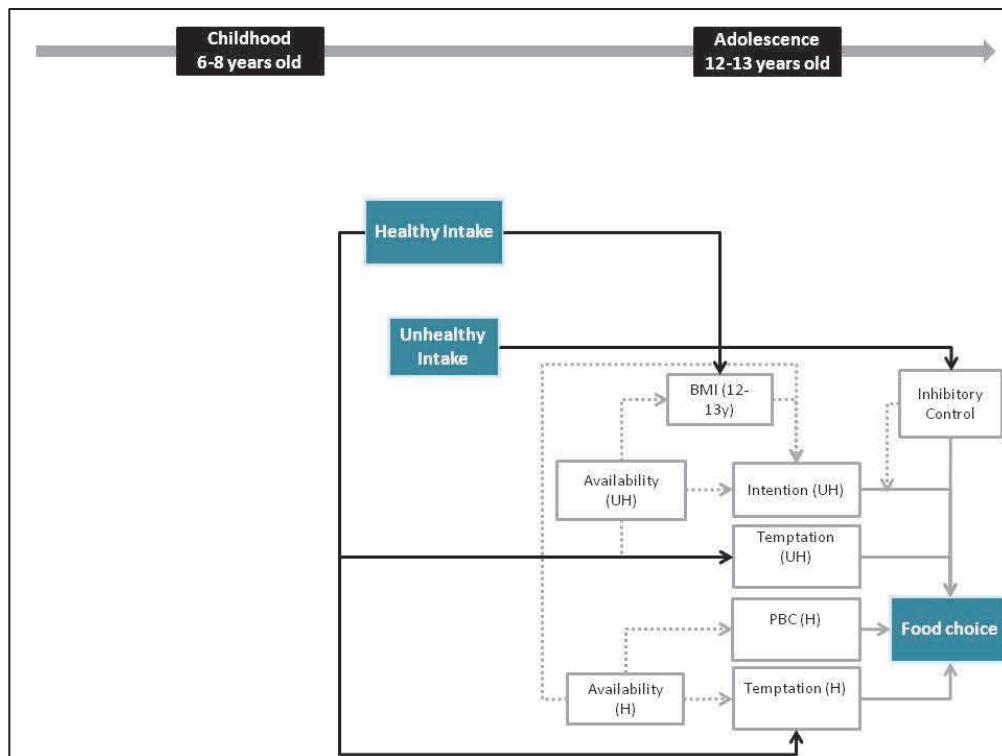 Childhood
6-8 years old
Adolescence
12-13 years old
Healthy Intake
Unhealthy
Intake
BMI (12-
13y)
Inhibitory
Control
Availability
(UH)
Intention (UH)
Temptation
(UH)
PBC (H)
Food choice
Availability
(H)
Temptation (H)